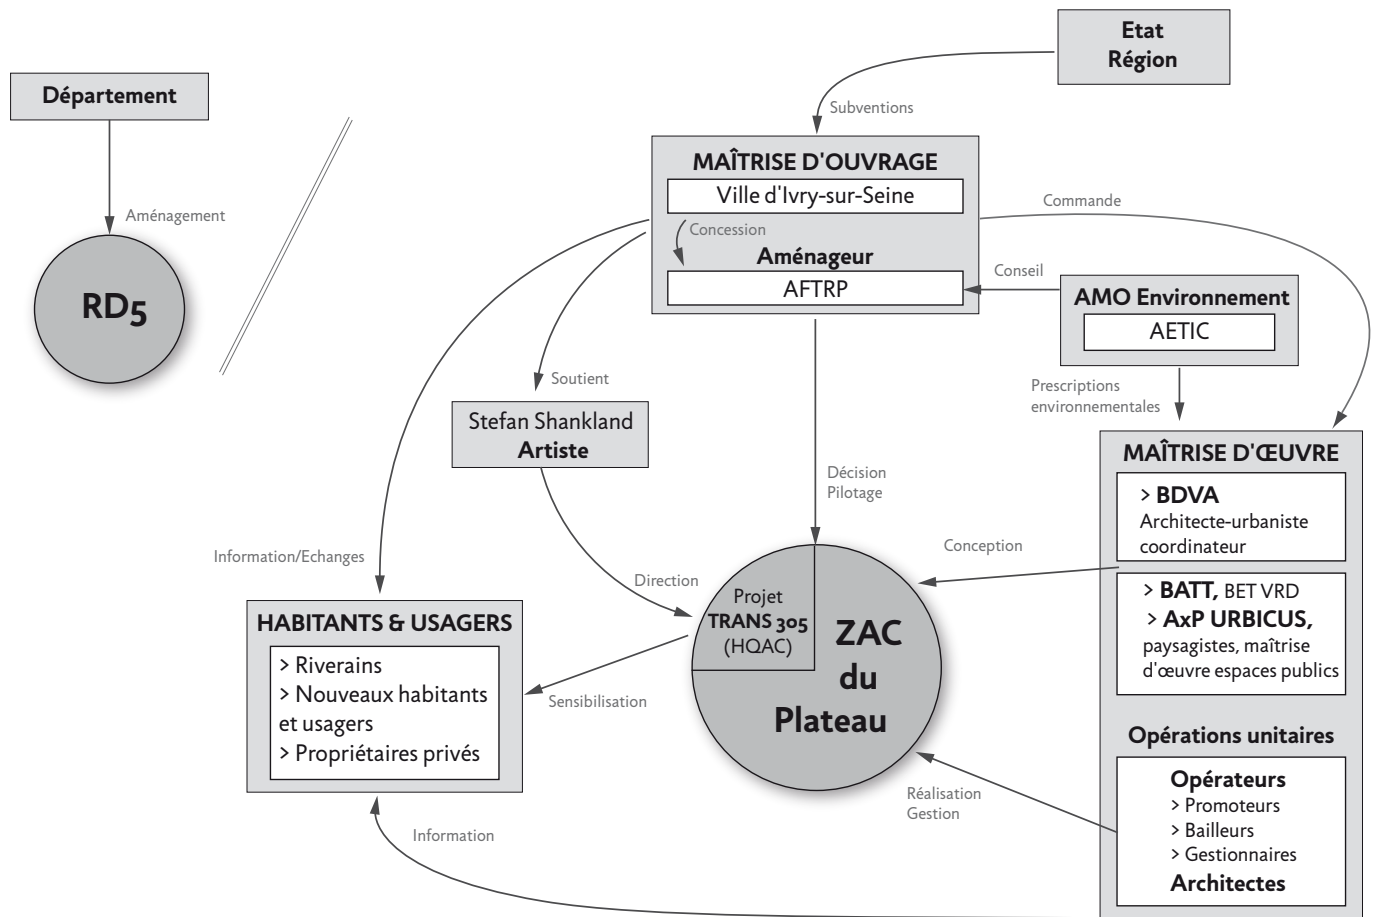 Etat
Région
Département
Subventions
Aménagement
RD5
MAÎTRISE D'OUVRAGE
Ville d'Ivry-sur-Seine
Concession
Aménageur
AFTRP
Commande
Conseil
AMO Environnement
AETIC
Prescriptions
environnementales
Soutient
Stefan Shankland
Artiste
Décision
Pilotage
Information/Echanges
Direction
Conception
MAÎTRISE D'ŒUVRE
> BDVA
Architecte-urbaniste
coordinateur
> BATT, BET VRD
> AxP URBICUS,
paysagistes, maîtrise
d'œuvre espaces publics
Opérations unitaires
Opérateurs
> Promoteurs
> Bailleurs
> Gestionnaires
Architectes
HABITANTS & USAGERS
> Riverains
> Nouveaux habitants
et usagers
> Propriétaires privés
Projet
TRANS 305
(HQAC)
ZAC
du
Plateau
Sensibilisation
Réalisation
Gestion
Information